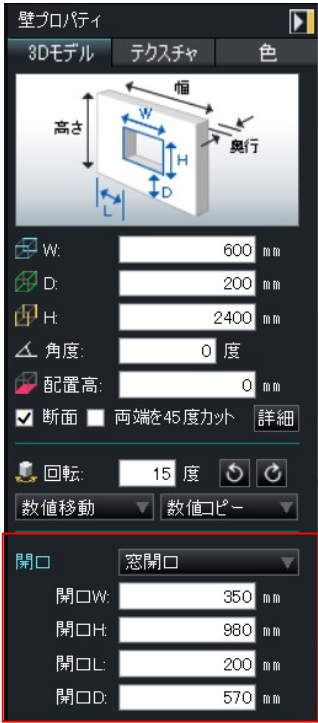 壁プロパティ
3Dモデル テクスチャ 色
幅
高さ W 奥行
H
L D
W: 600 mm
D: 200 mm
H: 2400 mm
角度: 0 度
配置高: 0 mm
断面 両端を45度カット 詳細
回転: 15 度
数値移動 数値コピー
開口 窓開口
開口W: 350 mm
開口H: 980 mm
開口L: 200 mm
開口D: 570 mm